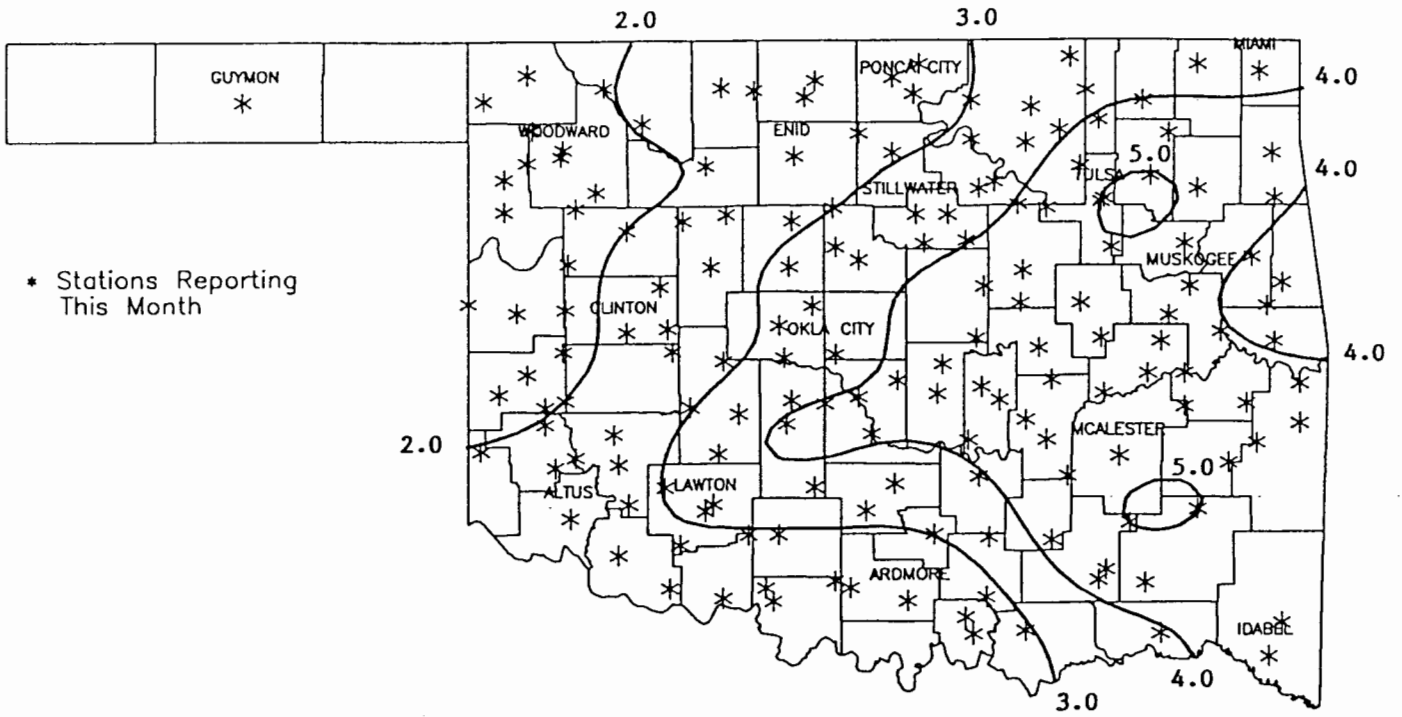 2.0
3.0
MIAMI
4.0
GUYMON
PONCA CITY
WOODWARD
ENID
5.0
4.0
TULSA
STILLWATER
* Stations Reporting
This Month
MUSKOGEE
CLINTON
OKLA CITY
4.0
MCALESTER
2.0
5.0
ALTUS
LAWTON
ARDMORE
IDABEL
4.0
3.0